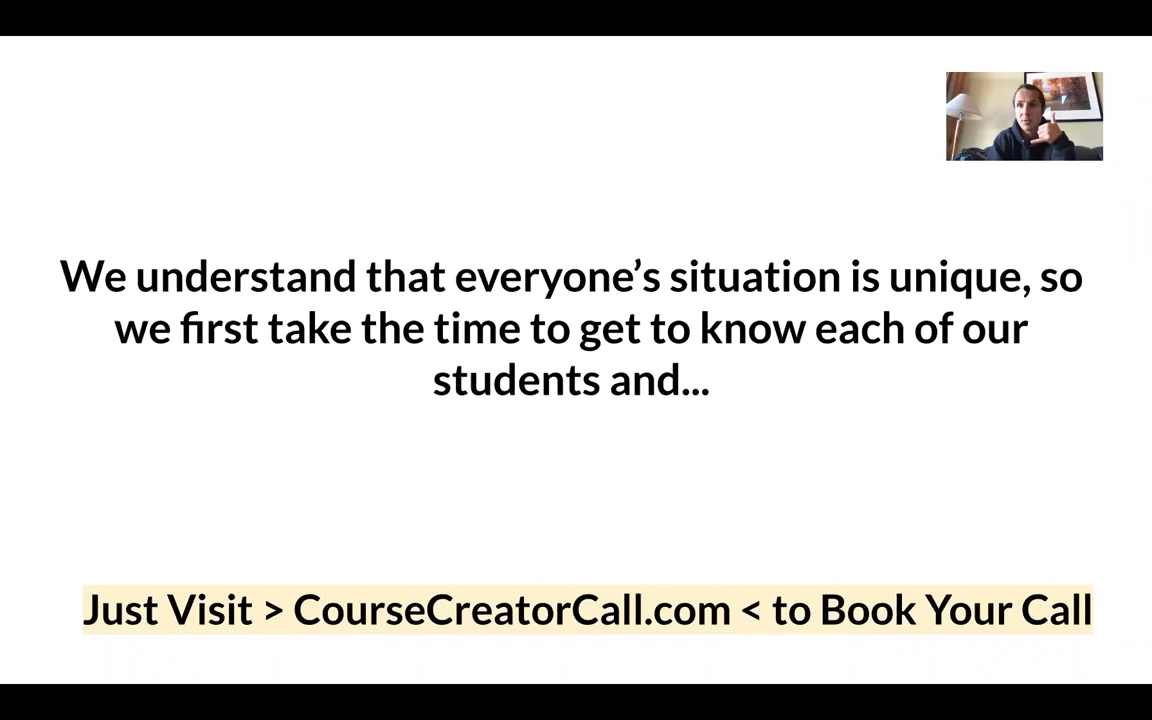 We understand that everyone’s situation is unique, so
we first take the time to get to know each of our
students and...
Just Visit > CourseCreatorCall.com < to Book Your Call